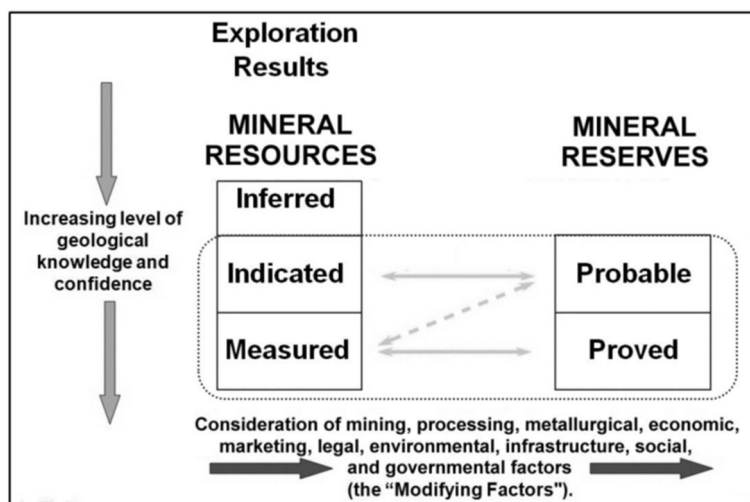 Exploration
Results
MINERAL
RESOURCES
MINERAL
RESERVES
Increasing level of
geological
knowledge and
confidence
Inferred
Indicated
Probable
Measured
Proved
Consideration of mining, processing, metallurgical, economic,
marketing, legal, environmental, infrastructure, social,
and governmental factors
(the “Modifying Factors").